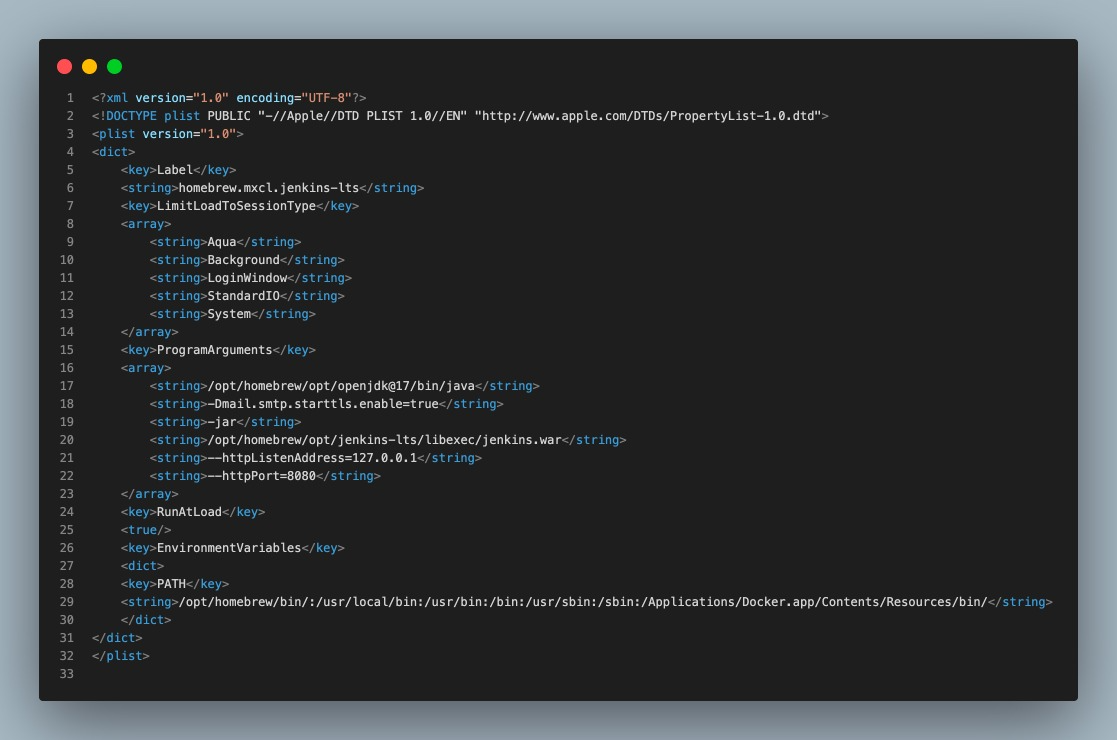 1 <?xml version="1.0" encoding="UTF-8"?>
2 <!DOCTYPE plist PUBLIC "-//Apple//DTD PLIST 1.0//EN" "http://www.apple.com/DTDs/PropertyList-1.0.dtd">
3 <plist version="1.0">
4 <dict>
5     <key>Label</key>
6     <string>homebrew.mxcl.jenkins-lts</string>
7     <key>LimitLoadToSessionType</key>
8     <array>
9         <string>Aqua</string>
10         <string>Background</string>
11         <string>LoginWindow</string>
12         <string>StandardIO</string>
13         <string>System</string>
14     </array>
15     <key>ProgramArguments</key>
16     <array>
17         <string>/opt/homebrew/opt/openjdk@17/bin/java</string>
18         <string>-Dmail.smtp.starttls.enable=true</string>
19         <string>-jar</string>
20         <string>/opt/homebrew/opt/jenkins-lts/libexec/jenkins.war</string>
21         <string>--httpListenAddress=127.0.0.1</string>
22         <string>--httpPort=8080</string>
23     </array>
24     <key>RunAtLoad</key>
25     <true/>
26     <key>EnvironmentVariables</key>
27     <dict>
28     <key>PATH</key>
29     <string>/opt/homebrew/bin/:/usr/local/bin:/usr/bin:/bin:/usr/sbin:/sbin:/Applications/Docker.app/Contents/Resources/bin/</string>
30     </dict>
31 </dict>
32 </plist>
33